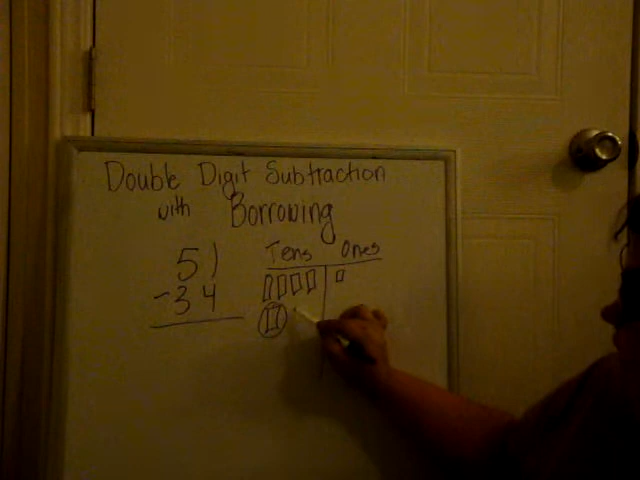 Double Digit Subtraction
with Borrowing
51
-34
Tens Ones